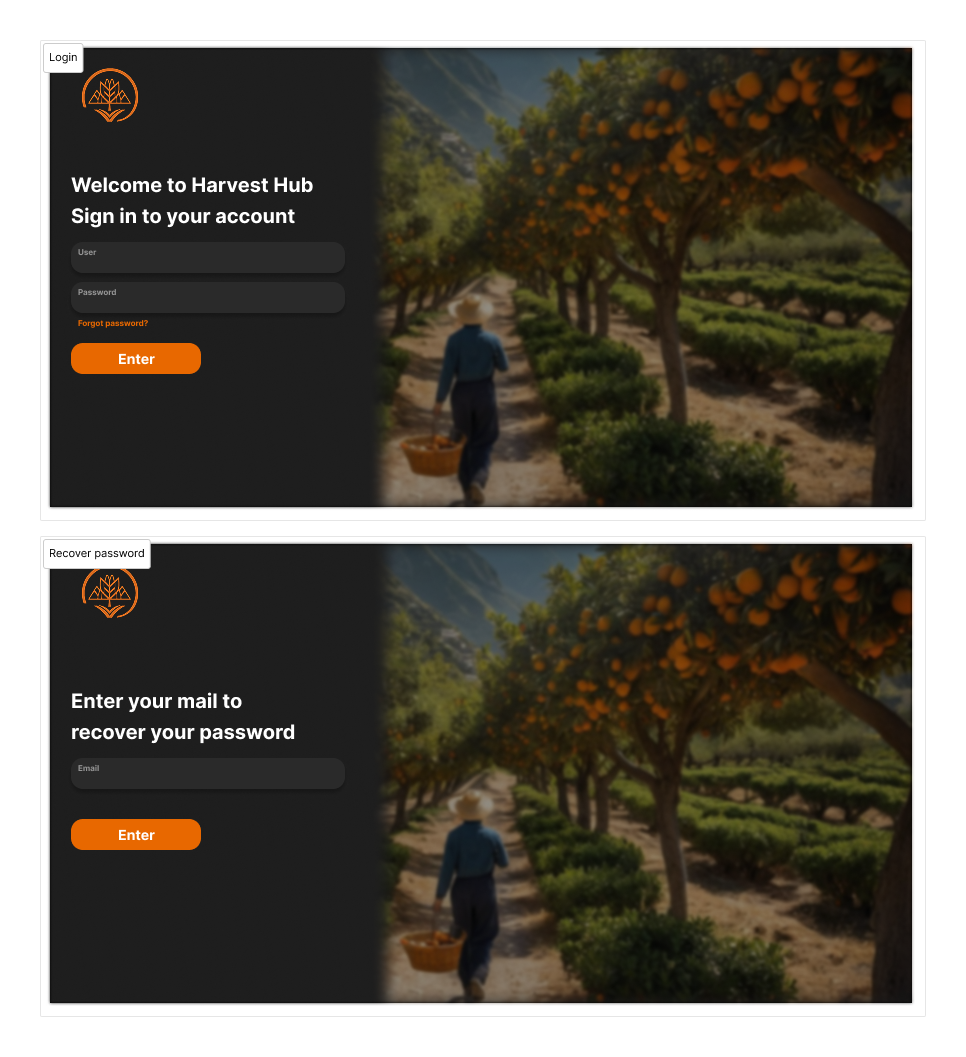 Login
Welcome to Harvest Hub
Sign in to your account
User
Password
Forgot password?
Enter
Recover password
Enter your mail to
recover your password
Email
Enter